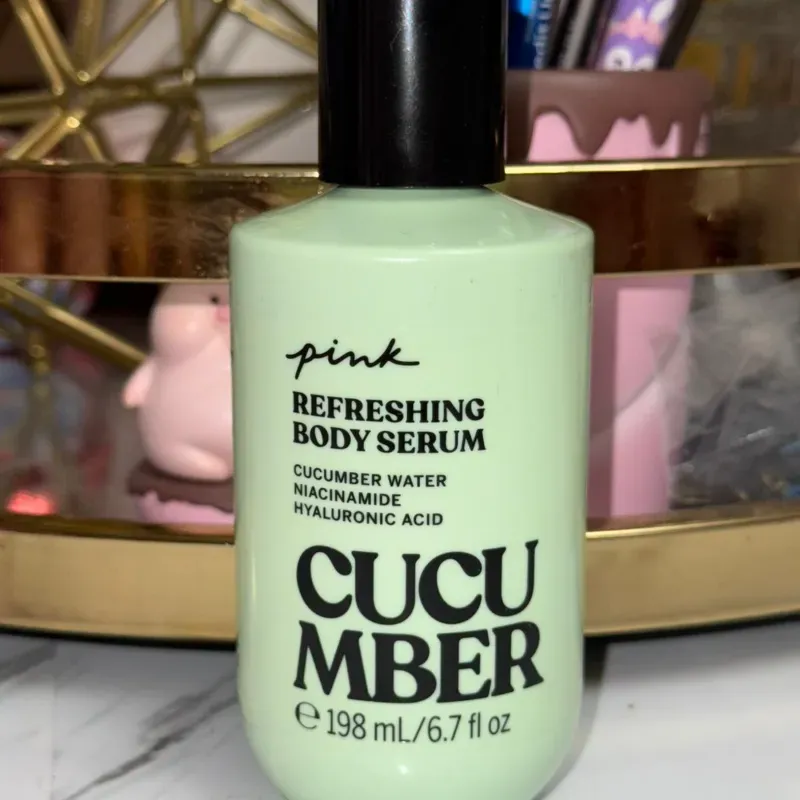 pink
REFRESHING
BODY SERUM
CUCUMBER WATER
NIACINAMIDE
HYALURONIC ACID
CUCU
MBER
℮ 198 mL/6.7 fl oz